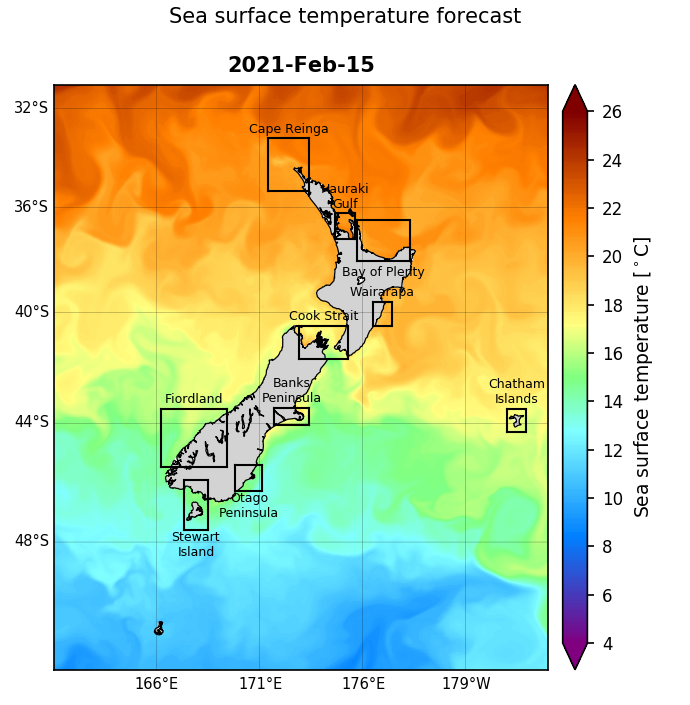 Sea surface temperature forecast
2021-Feb-15
32°S
36°S
40°S
44°S
48°S
166°E
171°E
176°E
179°W
Cape Reinga
Hauraki
Gulf
Bay of Plenty
Wairarapa
Cook Strait
Banks
Peninsula
Fiordland
Chatham
Islands
Otago
Peninsula
Stewart
Island
26
24
22
20
18
16
14
12
10
8
6
4
Sea surface temperature [°C]